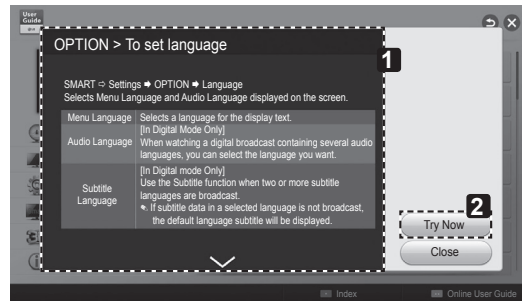 User
Guide
OPTION > To set language
1
SMART ⇨ Settings ➡ OPTION ➡ Language
Selects Menu Language and Audio Language displayed on the screen.
Menu Language Selects a language for the display text.
[In Digital Mode Only]
Audio Language When watching a digital broadcast containing several audio
languages, you can select the language you want.
[In Digital mode Only]
Use the Subtitle function when two or more subtitle
Subtitle Language languages are broadcast.
If subtitle data in a selected language is not broadcast,
the default language subtitle will be displayed.
2
Try Now
Close
Index
Online User Guide